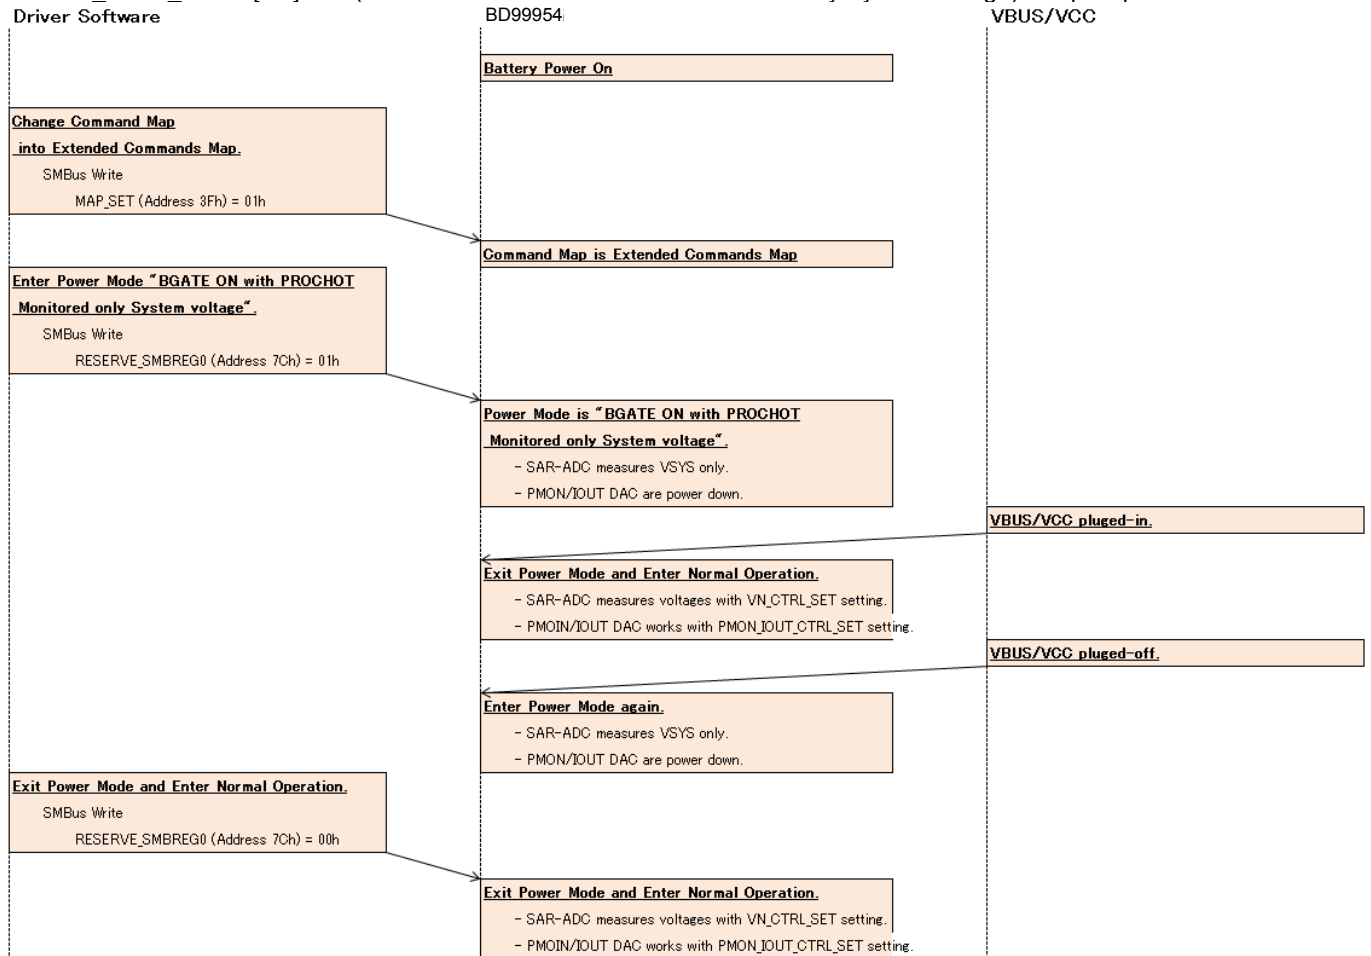 Driver Software
BD99954
VBUS/VCC
Battery Power On
Change Command Map
into Extended Commands Map.
SMBus Write
MAP_SET (Address 3Fh) = 01h
Command Map is Extended Commands Map
Enter Power Mode "BGATE ON with PROCHOT
Monitored only System voltage".
SMBus Write
RESERVE_SMBREG0 (Address 7Ch) = 01h
Power Mode is "BGATE ON with PROCHOT
Monitored only System voltage".
- SAR-ADC measures VSYS only.
- PMON/IOUT DAC are power down.
VBUS/VCC pluged-in.
Exit Power Mode and Enter Normal Operation.
- SAR-ADC measures voltages with VN_CTRL_SET setting.
- PMOIN/IOUT DAC works with PMON_IOUT_CTRL_SET setting.
VBUS/VCC pluged-off.
Enter Power Mode again.
- SAR-ADC measures VSYS only.
- PMON/IOUT DAC are power down.
Exit Power Mode and Enter Normal Operation.
SMBus Write
RESERVE_SMBREG0 (Address 7Ch) = 00h
Exit Power Mode and Enter Normal Operation.
- SAR-ADC measures voltages with VN_CTRL_SET setting.
- PMOIN/IOUT DAC works with PMON_IOUT_CTRL_SET setting.